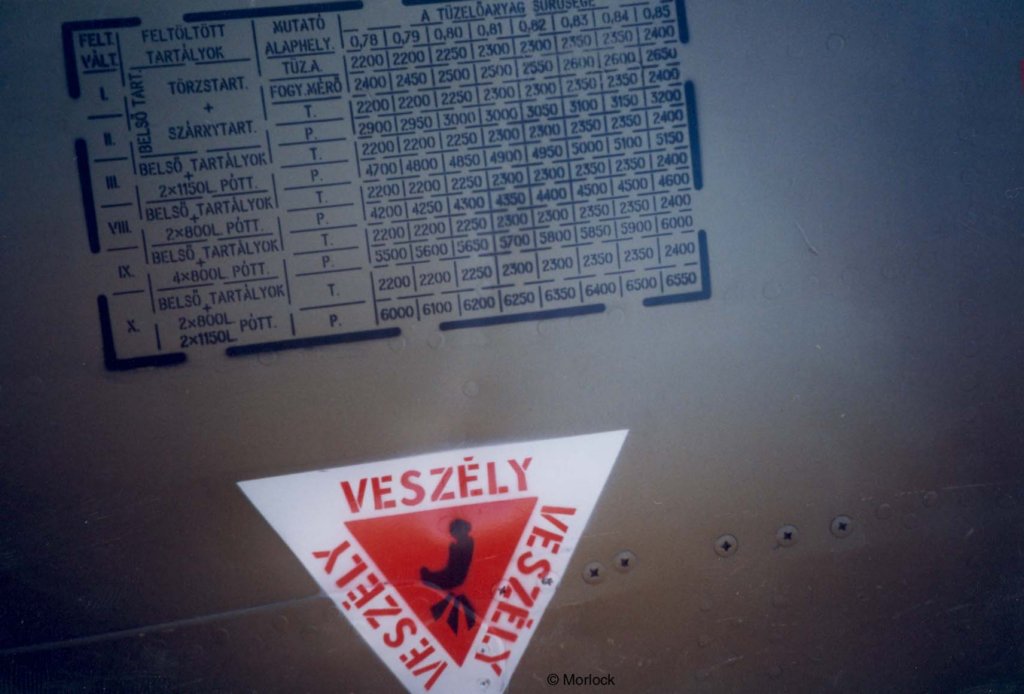 A TÜZELŐANYAG SŰRŰSÉGE
FELT. VÁLT. FELTÖLTÖTT TARTÁLYOK MUTATÓ ALAPHELY. 0,78 0,79 0,80 0,81 0,82 0,83 0,84 0,85
BELSŐ TART.
I. TÖRZSTART. TÜZ.A. 2200 2200 2250 2300 2300 2350 2350 2400
FOGY.MÉRŐ 2400 2450 2500 2500 2550 2600 2600 2650
II. + SZÁRNYTART. T. 2200 2200 2250 2300 2300 2350 2350 2400
P. 2900 2950 3000 3000 3050 3100 3150 3200
III. BELSŐ + TARTÁLYOK T. 2200 2200 2250 2300 2300 2350 2350 2400
2×1150L. PÓTT. P. 4700 4800 4850 4900 4950 5000 5100 5150
VIII. BELSŐ + TARTÁLYOK T. 2200 2200 2250 2300 2300 2350 2350 2400
2×800L. PÓTT. P. 4200 4250 4300 4350 4400 4500 4500 4600
IX. BELSŐ + TARTÁLYOK T. 2200 2200 2250 2300 2300 2350 2350 2400
4×800L. PÓTT. P. 5500 5600 5650 5700 5800 5850 5900 6000
X. BELSŐ + TARTÁLYOK T. 2200 2200 2250 2300 2300 2350 2350 2400
2×800L. 2×1150L. PÓTT. P. 6000 6100 6200 6250 6350 6400 6500 6550
VESZÉLY
VESZÉLY
VESZÉLY
© Morlock